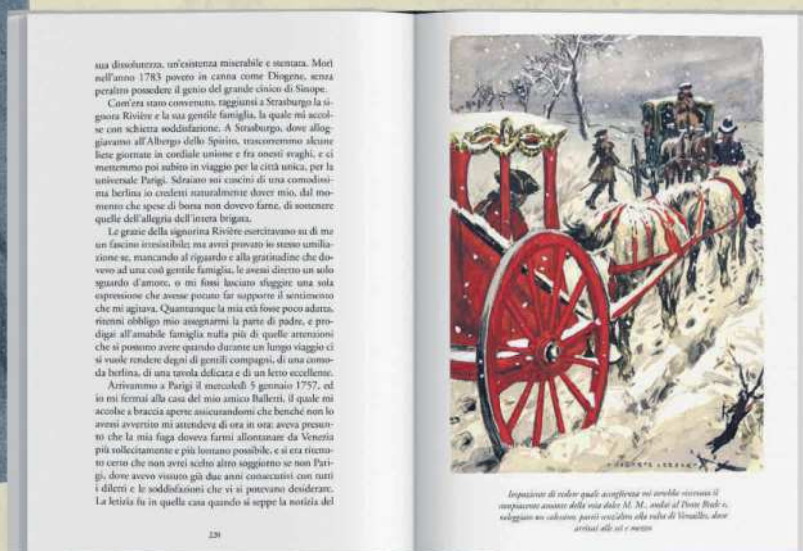 sua dissolutezza, un'esistenza miserabile e stentata. Morì
nell'anno 1783 povero in canna come Diogene, senza
peraltro possedere il genio del grande cinico di Sinope.
Com'era stato convenuto, raggiunsi a Strasburgo la si-
gnora Rivière e la sua gentile famiglia, la quale mi accol-
se con schietta soddisfazione. A Strasburgo, dove allog-
giavamo all'Albergo dello Spirito, trascorremmo alcune
liete giornate in cordiale unione e fra onesti svaghi, e ci
mettemmo poi subito in viaggio per la città unica, per la
universale Parigi. Sdraiato sui cuscini di una comodissi-
ma berlina io credetti naturalmente dover mio, dal mo-
mento che spese di borsa non dovevo farne, di sostenere
quelle dell'allegria dell'intera brigata.
Le grazie della signorina Rivière esercitavano su di me
un fascino irresistibile; ma avrei provato io stesso umilia-
zione se, mancando al riguardo e alla gratitudine che do-
vevo ad una così gentile famiglia, le avessi diretto un solo
sguardo d'amore, o mi fossi lasciato sfuggire una sola
espressione che avesse potuto far supporre il sentimento
che mi agitava. Quantunque la mia età fosse poco adatta,
ritenni obbligo mio assegnarmi la parte di padre, e pro-
digai all'amabile famiglia nulla più di quelle attenzioni
che si possono avere quando durante un lungo viaggio ci
si vuole rendere degni di gentili compagni, di una como-
da berlina, di una tavola delicata e di un letto eccellente.
Arrivammo a Parigi il mercoledì 5 gennaio 1757, ed
io mi fermai alla casa del mio amico Balletti, il quale mi
accolse a braccia aperte assicurandomi che benché non lo
avessi avvertito mi attendeva di ora in ora: aveva presun-
to che la mia fuga doveva farmi allontanare da Venezia
più sollecitamente e più lontano possibile, e si era ritenu-
to certo che non avrei scelto altro soggiorno se non Pari-
gi, dove avevo vissuto già due anni consecutivi con tutti
i diletti e le soddisfazioni che vi si potevano desiderare.
La letizia fu in quella casa quando si seppe la notizia del
220
Impaziente di vedere quale accoglienza mi avrebbe riservata il
compiacente amante della mia dolce M. M., andai al Ponte Reale e,
noleggiato un calessino, partii senz'altro alla volta di Versailles, dove
arrivai alle sei e mezzo.